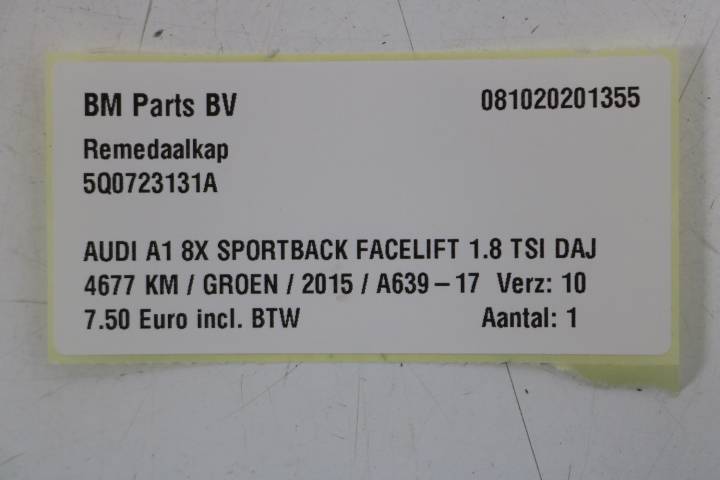 BM Parts BV 081020201355
Remedaalkap
5Q0723131A
AUDI A1 8X SPORTBACK FACELIFT 1.8 TSI DAJ
4677 KM / GROEN / 2015 / A639-17 Verz: 10
7.50 Euro incl. BTW Aantal: 1